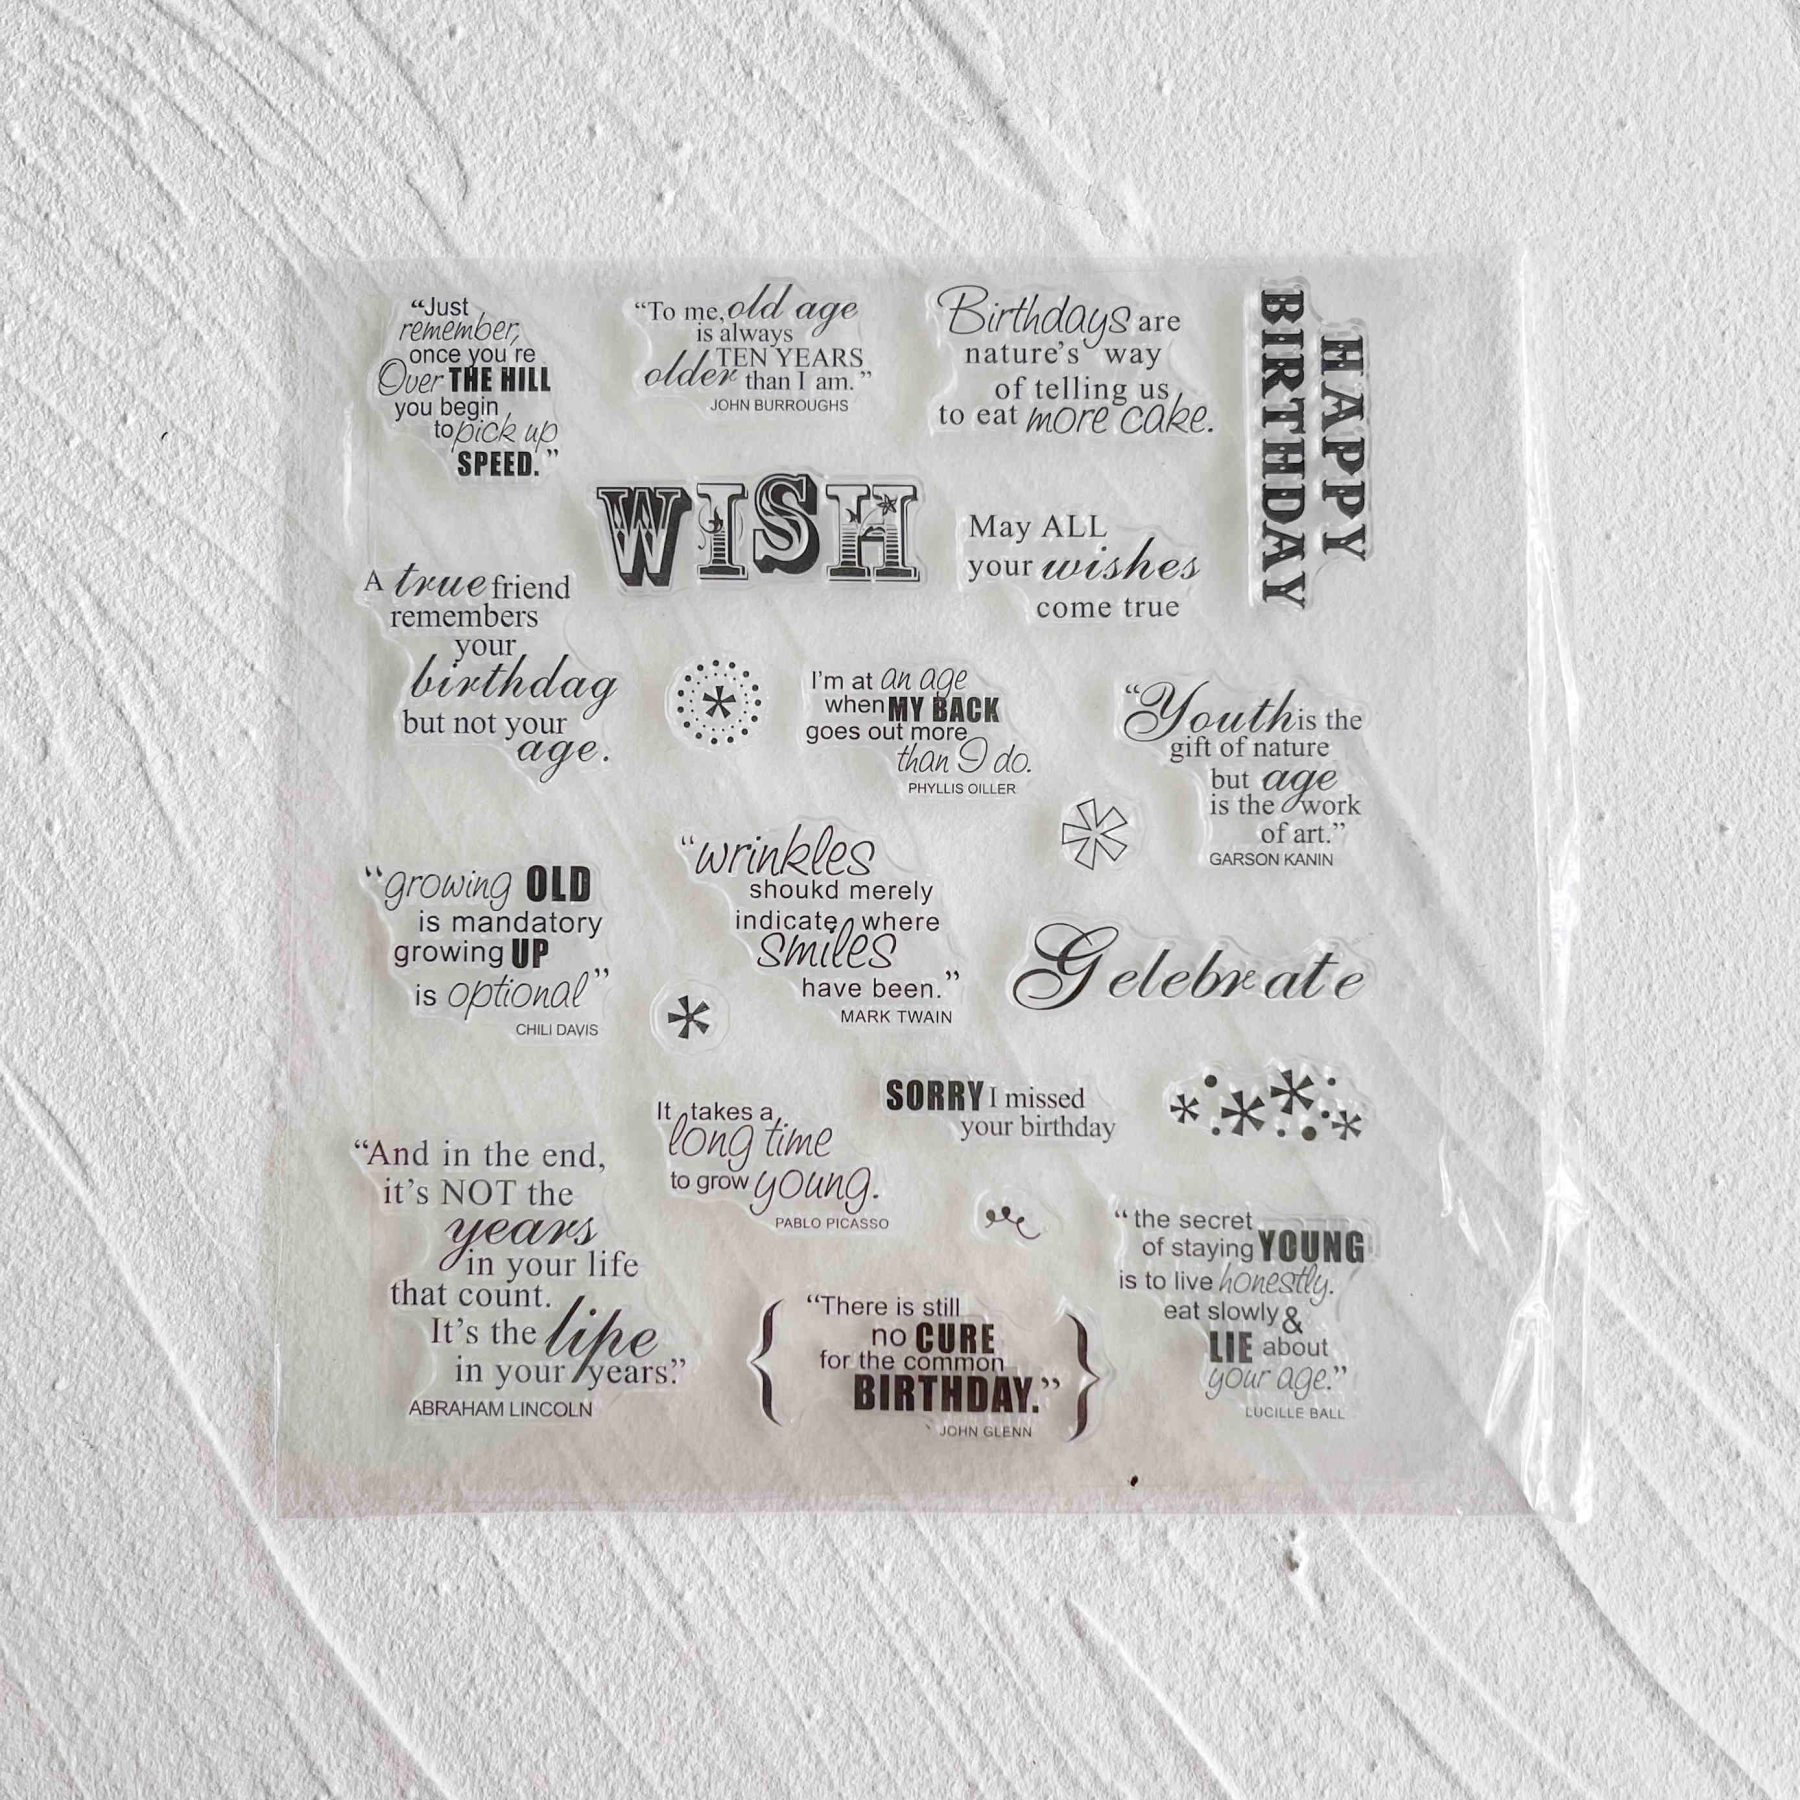 “Just
remember,
once you're
Over THE HILL
you begin
to pick up
SPEED.”
“To me, old age
is always
TEN YEARS
older than I am.”
JOHN BURROUGHS
Birthdays are
nature's way
of telling us
to eat more cake.
HAPPY
BIRTHDAY
WISH
May ALL
your wishes
come true
A true friend
remembers
your
birthdag
but not your
age.
I'm at an age
when MY BACK
goes out more
than I do.
PHYLLIS OILLER
“Youth is the
gift of nature
but age
is the work
of art.”
GARSON KANIN
“growing OLD
is mandatory
growing UP
is optional”
CHILI DAVIS
“wrinkles
shoukd merely
indicate where
smiles
have been.”
MARK TWAIN
Gelebrate
SORRY I missed
your birthday
It takes a
long time
to grow young.
PABLO PICASSO
“And in the end,
it's NOT the
years
in your life
that count.
It's the lipe
in your years.”
ABRAHAM LINCOLN
{“There is still
no CURE
for the common
BIRTHDAY.”}
JOHN GLENN
“the secret
of staying YOUNG
is to live honestly.
eat slowly &
LIE about
your age.”
LUCILLE BALL